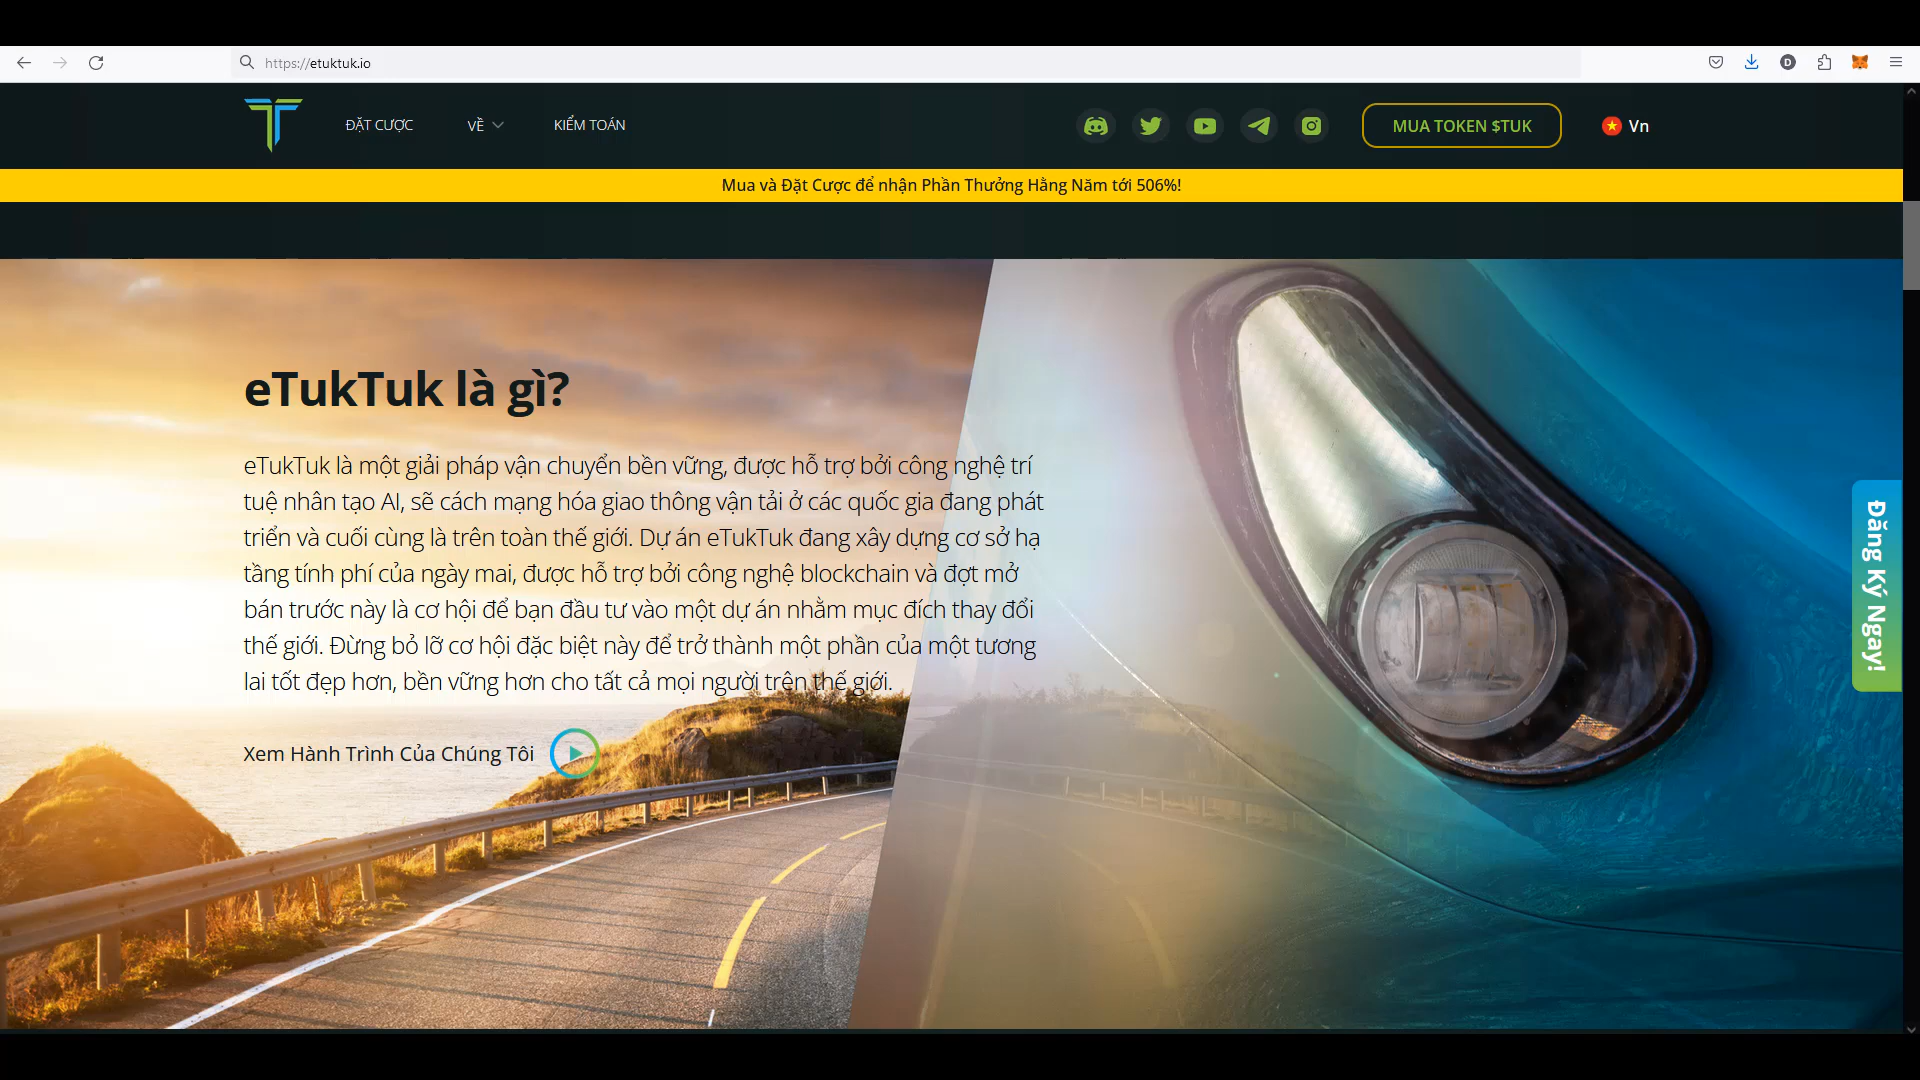 https://etuktuk.io
D
ĐẶT CƯỢC
VỀ
KIỂM TOÁN
MUA TOKEN $TUK
Vn
Mua và Đặt Cược để nhận Phần Thưởng Hằng Năm tới 506%!
eTukTuk là gì?
eTukTuk là một giải pháp vận chuyển bền vững, được hỗ trợ bởi công nghệ trí
tuệ nhân tạo AI, sẽ cách mạng hóa giao thông vận tải ở các quốc gia đang phát
triển và cuối cùng là trên toàn thế giới. Dự án eTukTuk đang xây dựng cơ sở hạ
tầng tính phí của ngày mai, được hỗ trợ bởi công nghệ blockchain và đợt mở
bán trước này là cơ hội để bạn đầu tư vào một dự án nhằm mục đích thay đổi
thế giới. Đừng bỏ lỡ cơ hội đặc biệt này để trở thành một phần của một tương
lai tốt đẹp hơn, bền vững hơn cho tất cả mọi người trên thế giới.
Xem Hành Trình Của Chúng Tôi
Đăng Ký Ngay!